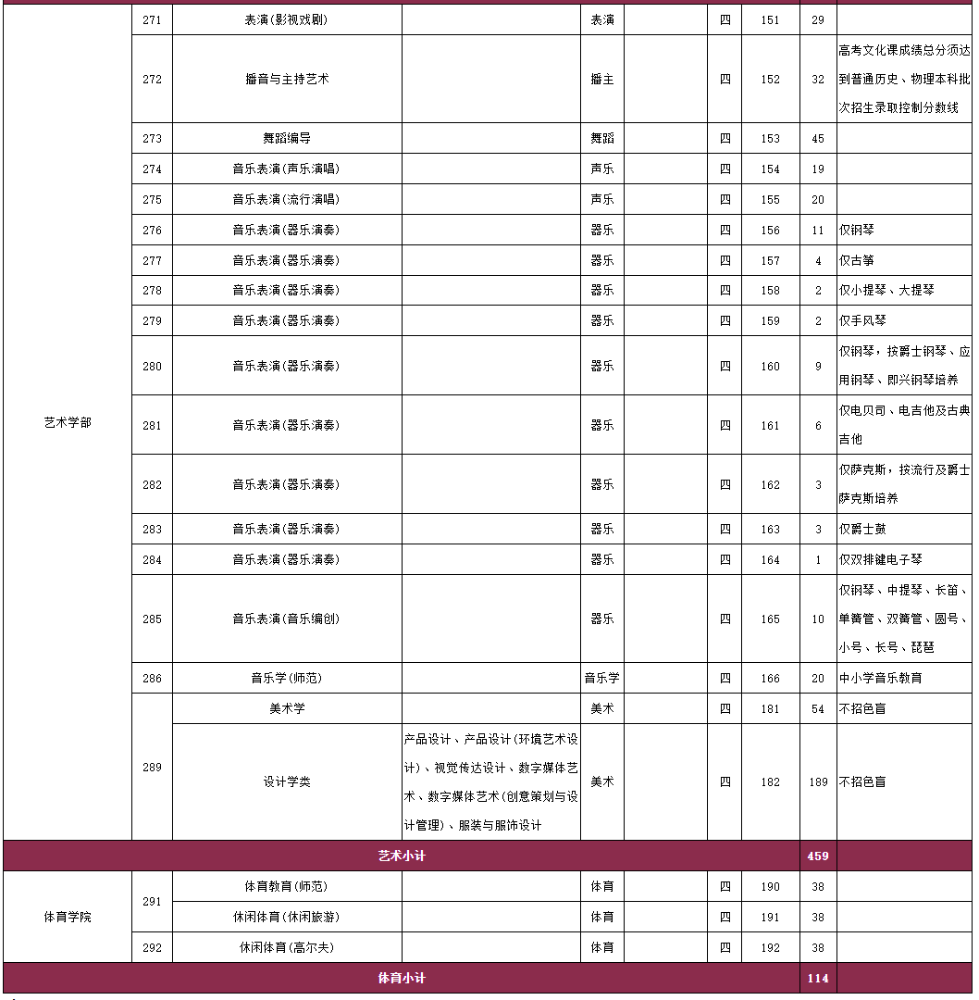 271 表演(影视戏剧) 表演 四 151 29
272 播音与主持艺术 播主 四 152 32 高考文化课成绩总分须达
到普通历史、物理本科批
次招生录取控制分数线
273 舞蹈编导 舞蹈 四 153 45
274 音乐表演(声乐演唱) 声乐 四 154 19
275 音乐表演(流行演唱) 声乐 四 155 20
276 音乐表演(器乐演奏) 器乐 四 156 11 仅钢琴
277 音乐表演(器乐演奏) 器乐 四 157 4 仅古筝
278 音乐表演(器乐演奏) 器乐 四 158 2 仅小提琴、大提琴
279 音乐表演(器乐演奏) 器乐 四 159 2 仅手风琴
280 音乐表演(器乐演奏) 器乐 四 160 9 仅钢琴，按爵士钢琴、应
用钢琴、即兴钢琴培养
艺术学部
281 音乐表演(器乐演奏) 器乐 四 161 6 仅电贝司、电吉他及古典
吉他
282 音乐表演(器乐演奏) 器乐 四 162 3 仅萨克斯，按流行及爵士
萨克斯培养
283 音乐表演(器乐演奏) 器乐 四 163 3 仅爵士鼓
284 音乐表演(器乐演奏) 器乐 四 164 1 仅双排键电子琴
285 音乐表演(音乐编创) 器乐 四 165 10 仅钢琴、中提琴、长笛、
单簧管、双簧管、圆号、
小号、长号、琵琶
286 音乐学(师范) 音乐学 四 166 20 中小学音乐教育
289 美术学 美术 四 181 54 不招色盲
设计学类 产品设计、产品设计(环境艺术设
计)、视觉传达设计、数字媒体艺
术、数字媒体艺术(创意策划与设
计管理)、服装与服饰设计
美术 四 182 189 不招色盲
艺术小计 459
体育学院
291 体育教育(师范) 体育 四 190 38
休闲体育(休闲旅游) 体育 四 191 38
292 休闲体育(高尔夫) 体育 四 192 38
体育小计 114